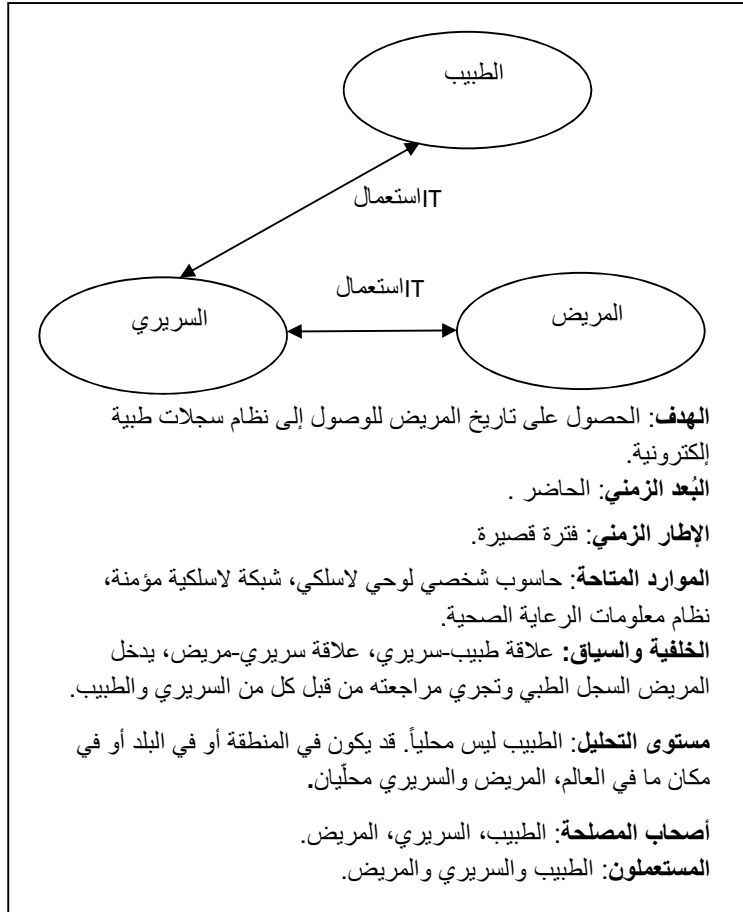 الطبيب
استعمالIT
استعمالIT
السريري
المريض
الهدف: الحصول على تاريخ المريض للوصول إلى نظام سجلات طبية
إلكترونية.
البُعد الزمني: الحاضر .
الإطار الزمني: فترة قصيرة.
الموارد المتاحة: حاسوب شخصي لوحي لاسلكي، شبكة لاسلكية مؤمنة،
نظام معلومات الرعاية الصحية.
الخلفية والسياق: علاقة طبيب-سريري، علاقة سريري-مريض، يدخل
المريض السجل الطبي وتجري مراجعته من قبل كل من السريري والطبيب.
مستوى التحليل: الطبيب ليس محلياً. قد يكون في المنطقة أو في البلد أو في
مكان ما في العالم، المريض والسريري محلّيان.
أصحاب المصلحة: الطبيب، السريري، المريض.
المستعملون: الطبيب والسريري والمريض.